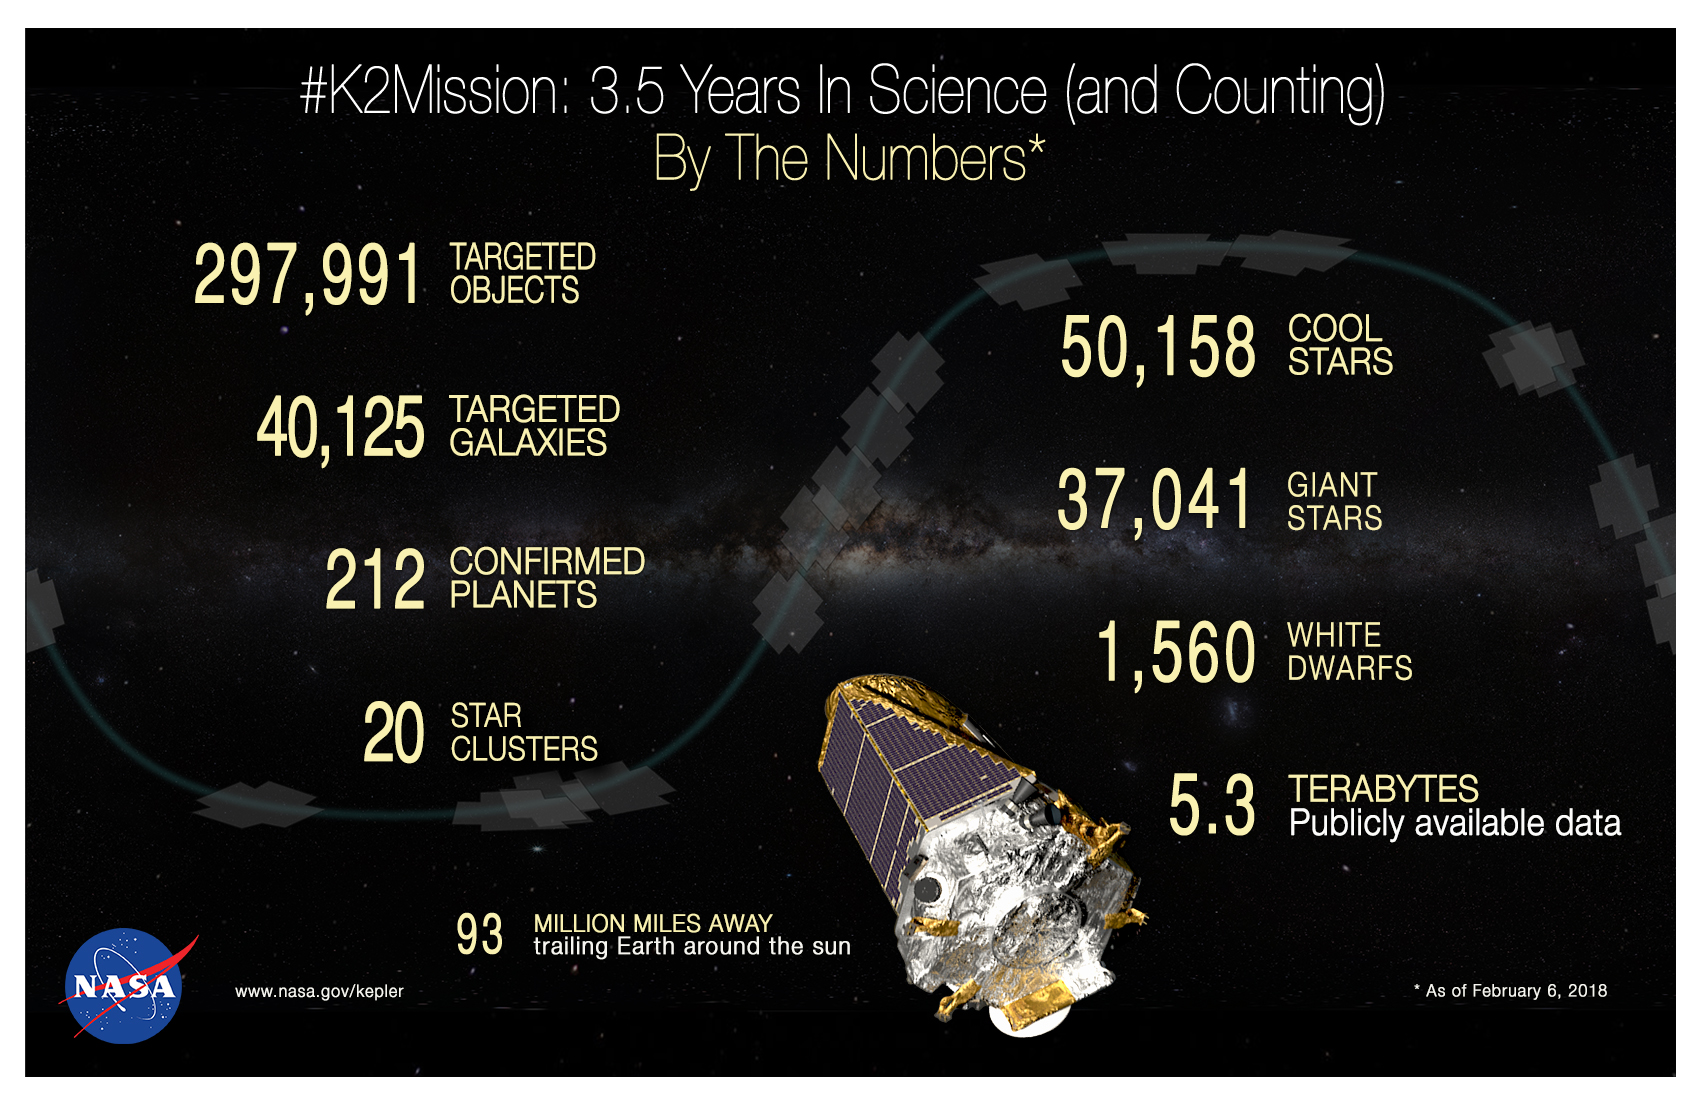 #K2Mission: 3.5 Years In Science (and Counting)
By The Numbers*
297,991 TARGETED
OBJECTS
40,125 TARGETED
GALAXIES
212 CONFIRMED
PLANETS
20 STAR
CLUSTERS
50,158 COOL
STARS
37,041 GIANT
STARS
1,560 WHITE
DWARFS
5.3 TERABYTES
Publicly available data
93 MILLION MILES AWAY
trailing Earth around the sun
NASA
www.nasa.gov/kepler
* As of February 6, 2018